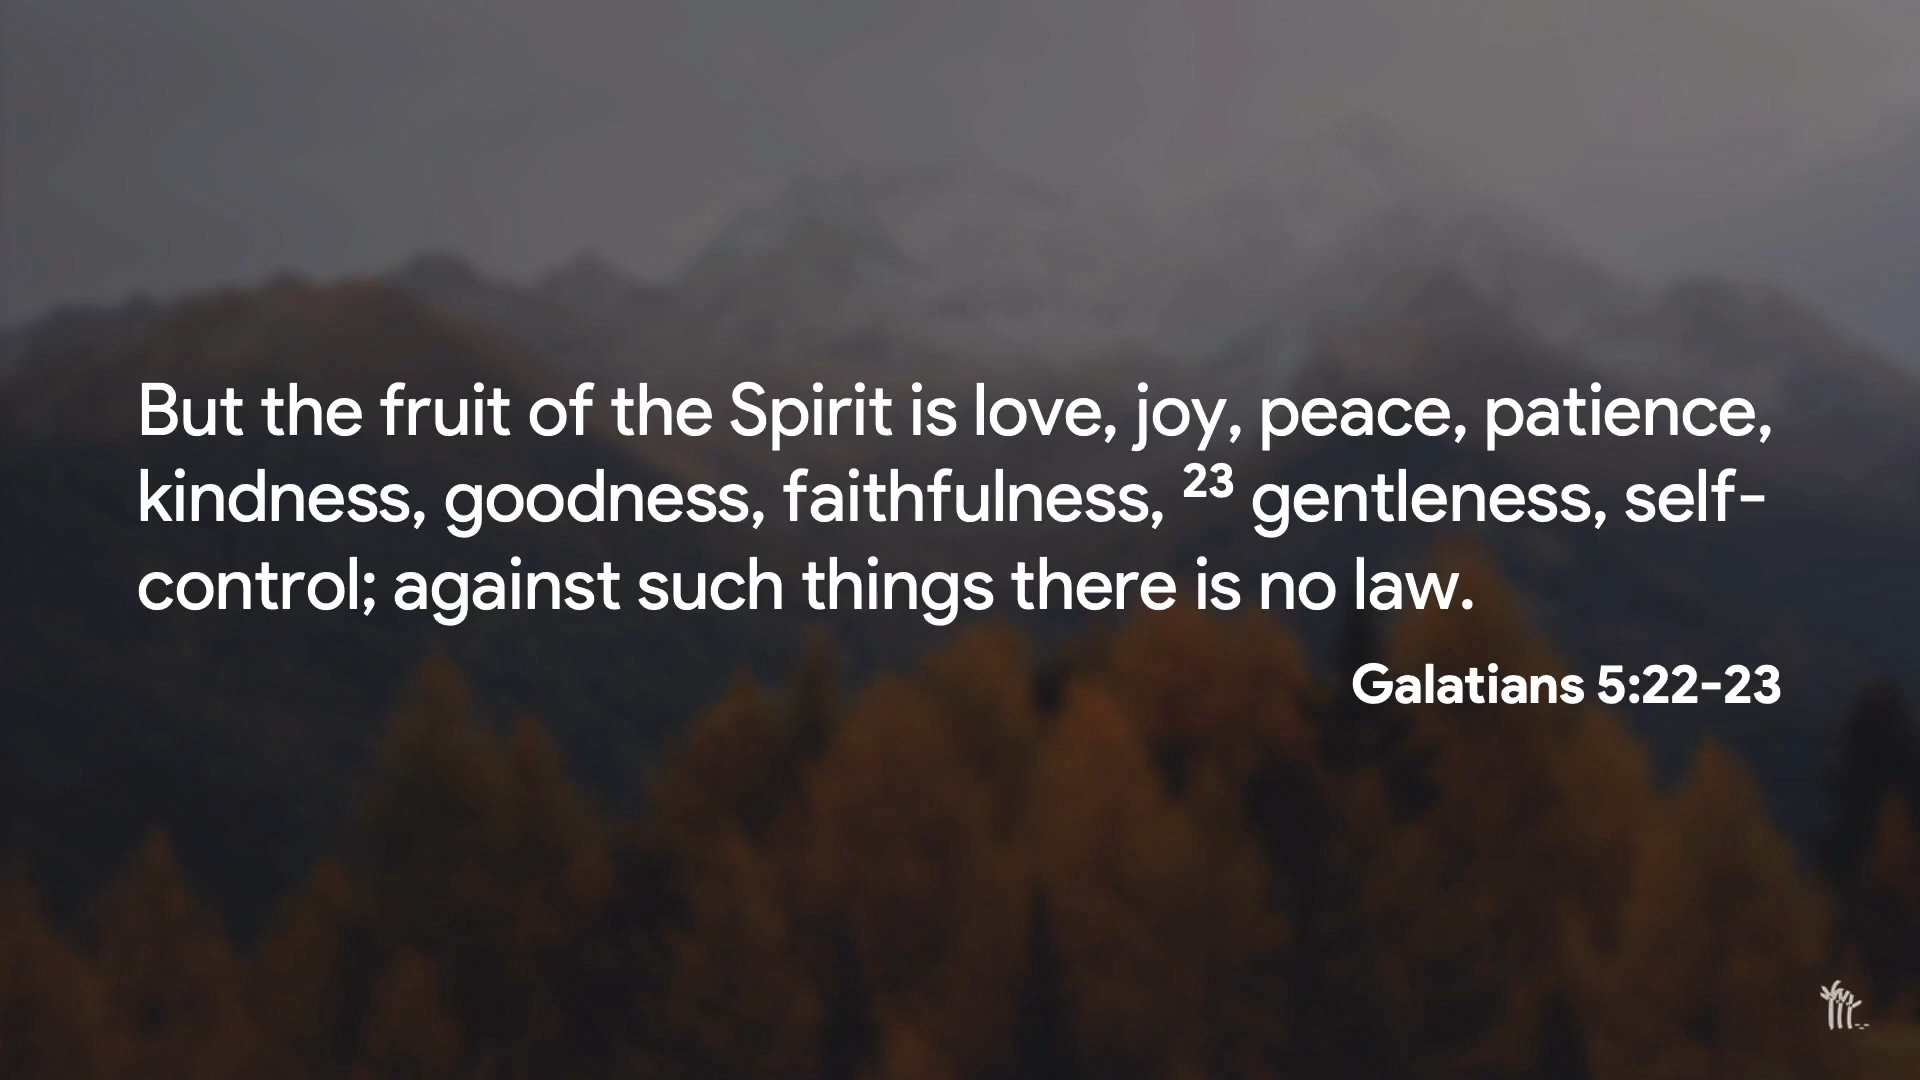 But the fruit of the Spirit is love, joy, peace, patience,
kindness, goodness, faithfulness, 23 gentleness, self-
control; against such things there is no law.
Galatians 5:22-23